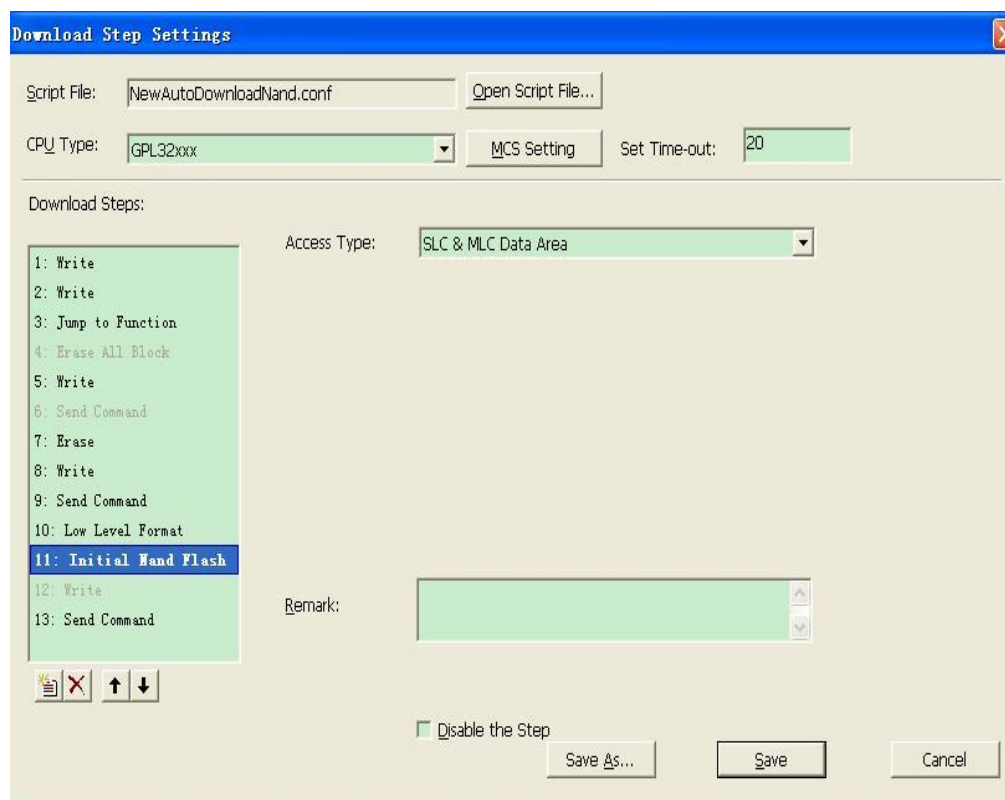 Download Step Settings
Script File: NewAutoDownloadNand.conf Open Script File...
CPU Type: GPL32xxx MCS Setting Set Time-out: 20
Download Steps:
Access Type: SLC & MLC Data Area
1: Write
2: Write
3: Jump to Function
4: Erase All Block
5: Write
6: Send Command
7: Erase
8: Write
9: Send Command
10: Low Level Format
11: Initial Nand Flash
12: Write
13: Send Command
Remark:
Disable the Step
Save As... Save Cancel